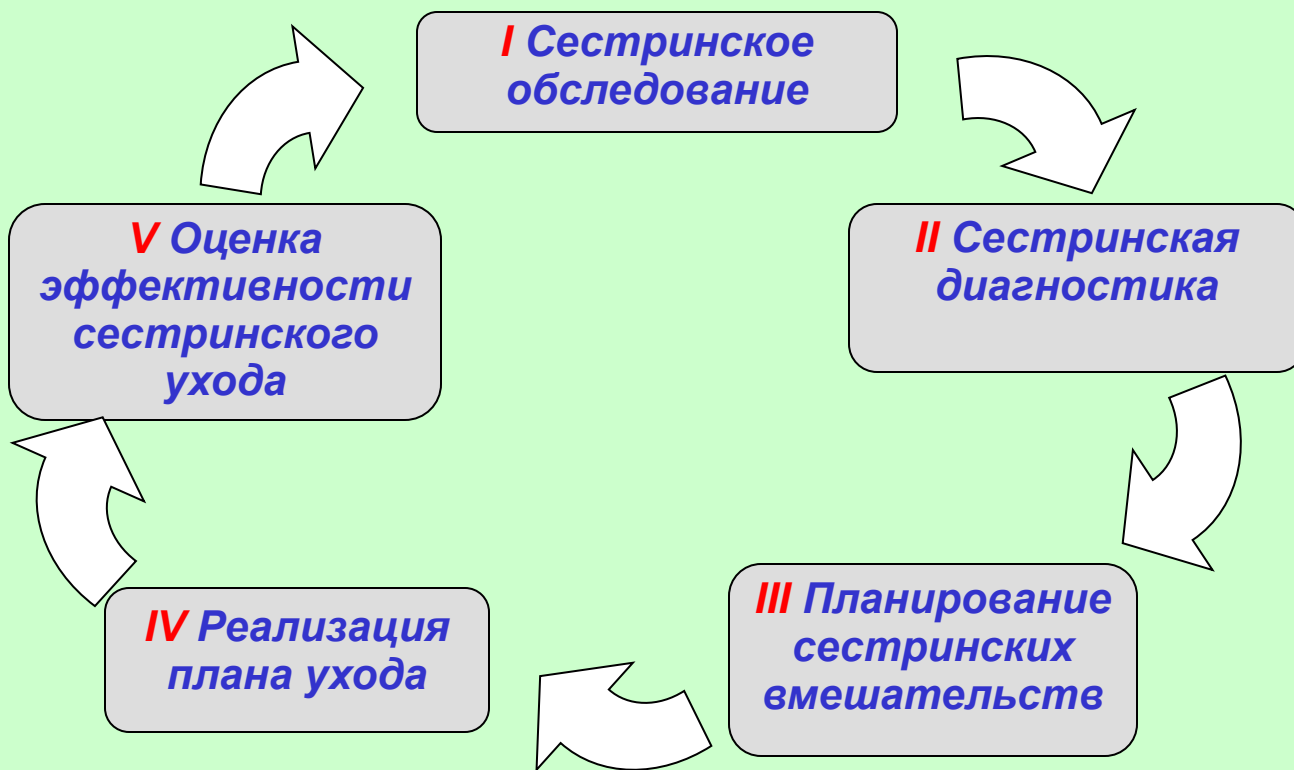 I Сестринское
обследование
II Сестринская
диагностика
III Планирование
сестринских
вмешательств
IV Реализация
плана ухода
V Оценка
эффективности
сестринского
ухода